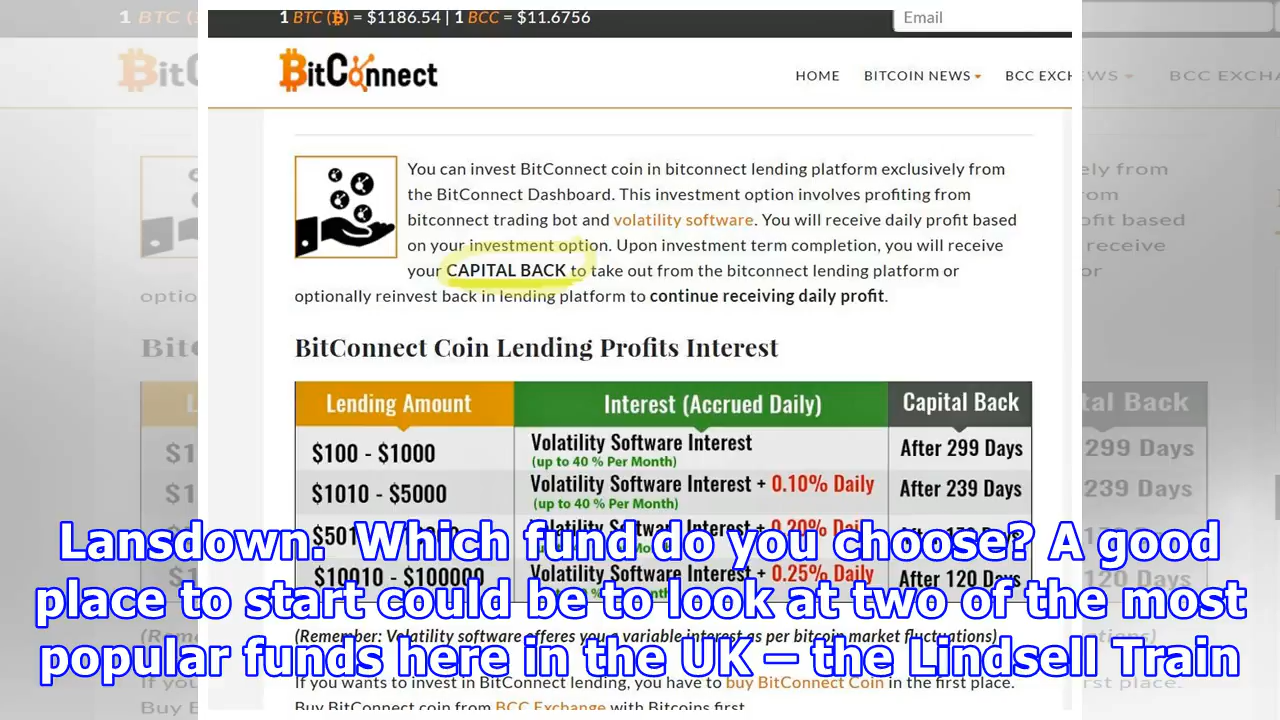 1 BTC (₿) = $1186.54 | 1 BCC = $11.6756
Email
BitConnect
HOME BITCOIN NEWS BCC EXCH
You can invest BitConnect coin in bitconnect lending platform exclusively from
the BitConnect Dashboard. This investment option involves profiting from
bitconnect trading bot and volatility software. You will receive daily profit based
on your investment option. Upon investment term completion, you will receive
your CAPITAL BACK to take out from the bitconnect lending platform or
optionally reinvest back in lending platform to continue receiving daily profit.
BitConnect Coin Lending Profits Interest
Lending Amount Interest (Accrued Daily) Capital Back
$100 - $1000 Volatility Software Interest After 299 Days
(up to 40 % Per Month)
$1010 - $5000 Volatility Software Interest + 0.10% Daily After 239 Days
(up to 40 % Per Month)
Lansdown. Which fund do you choose? A good
$10010 - $100000 Volatility Software Interest + 0.25% Daily After 120 Days
place to start could be to look at two of the most
(Remember: Volatility software offeres you a variable interest as per bitcoin market fluctuations)
popular funds here in the UK – the Lindsell Train
If you wants to invest in BitConnect lending, you have to buy BitConnect Coin in the first place.
Buy BitConnect coin from BCC Exchange with Bitcoins first.